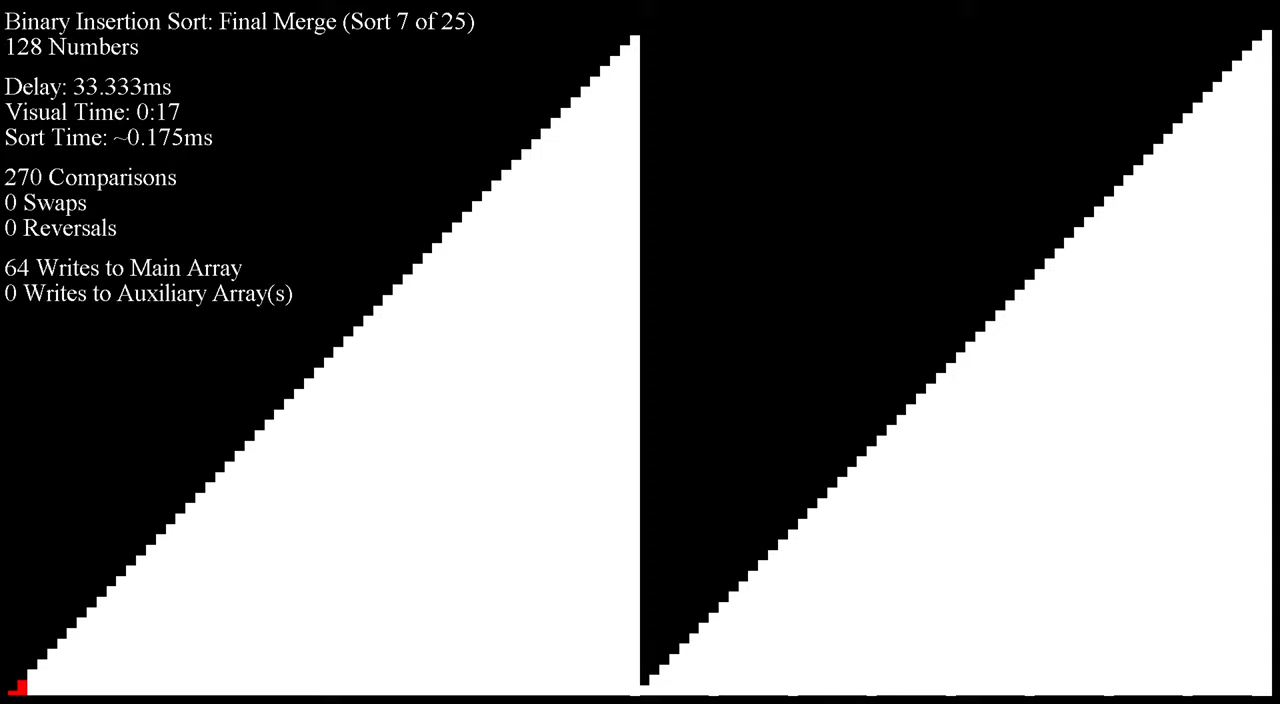 Binary Insertion Sort: Final Merge (Sort 7 of 25)
128 Numbers
Delay: 33.333ms
Visual Time: 0:17
Sort Time: ~0.175ms
270 Comparisons
0 Swaps
0 Reversals
64 Writes to Main Array
0 Writes to Auxiliary Array(s)